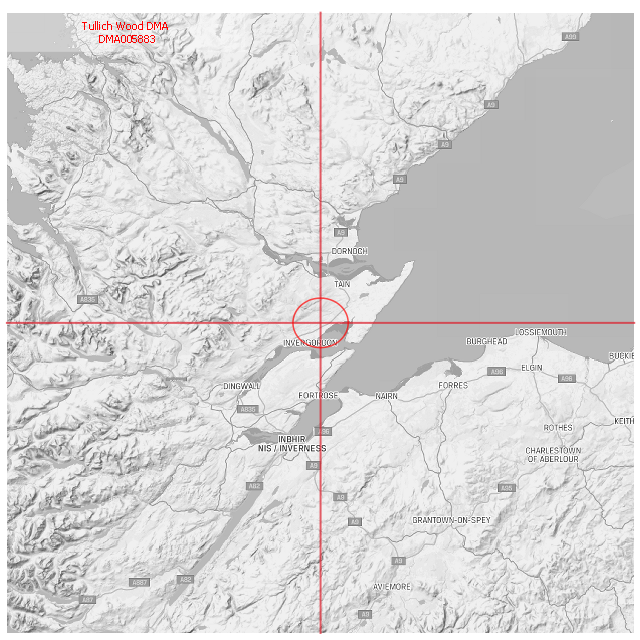 Tullich Wood DMA
DMA005883
A99
A9
A9
A9
A9
DORNOCH
TAIN
A835
INVERGORDON
LOSSIEMOUTH
BURGHEAD
BUCKIE
ELGIN
A96
A96
DINGWALL
FORTROSE
NAIRN
FORRES
A835
KEITH
ROTHES
A96
INBHIR
NIS / INVERNESS
CHARLESTOWN
OF ABERLOUR
A9
A82
A95
A9
A9
GRANTOWN-ON-SPEY
A9
A887
A82
AVIEMORE
A87
A9